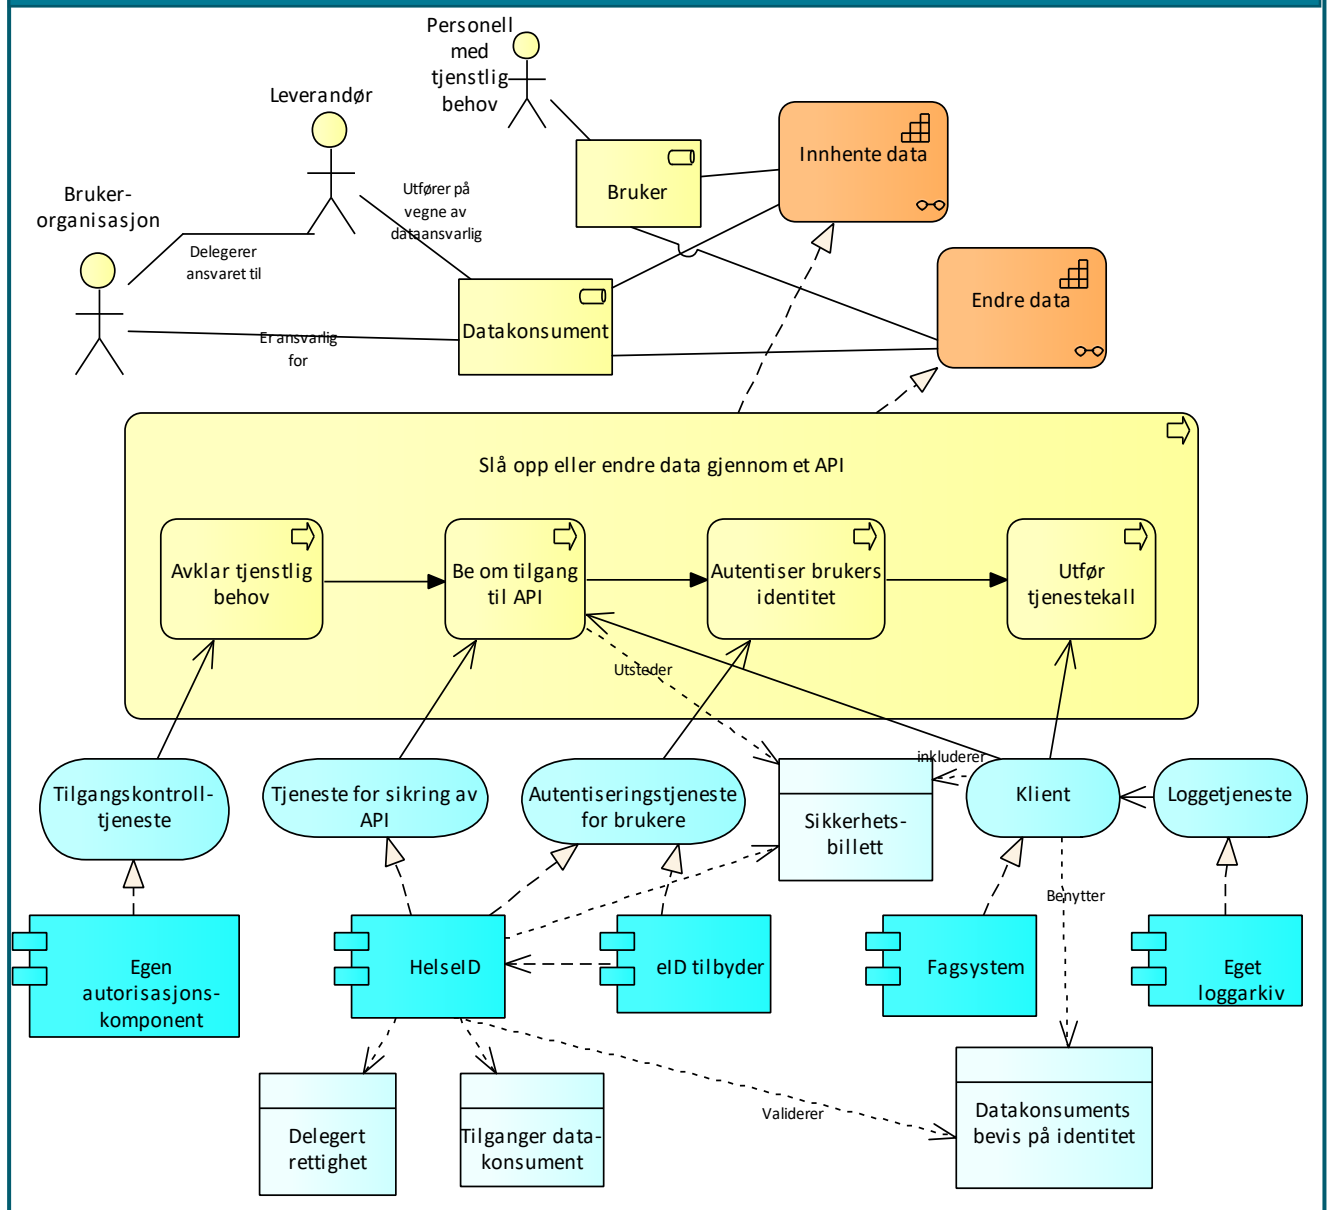 Personell
med
tjenstlig
behov
Leverandør
Innhente data
Bruker
Utfører på
vegne av
dataansvarlig
Bruker-
organisasjon
Delegerer
ansvaret til
Endre data
Datakonsument
Er ansvarlig
for
Slå opp eller endre data gjennom et API
Avklar tjenstlig
behov
Be om tilgang
til API
Autentiser brukers
identitet
Utfør
tjenestekall
Utsteder
inkluderer
Tilgangskontroll-
tjeneste
Tjeneste for sikring av
API
Autentiseringstjeneste
for brukere
Sikkerhets-
billett
Klient
Loggetjeneste
Benytter
Egen
autorisasjons-
komponent
HelseID
eID tilbyder
Fagsystem
Eget
loggarkiv
Validerer
Delegert
rettighet
Tilganger data-
konsument
Datakonsuments
bevis på identitet